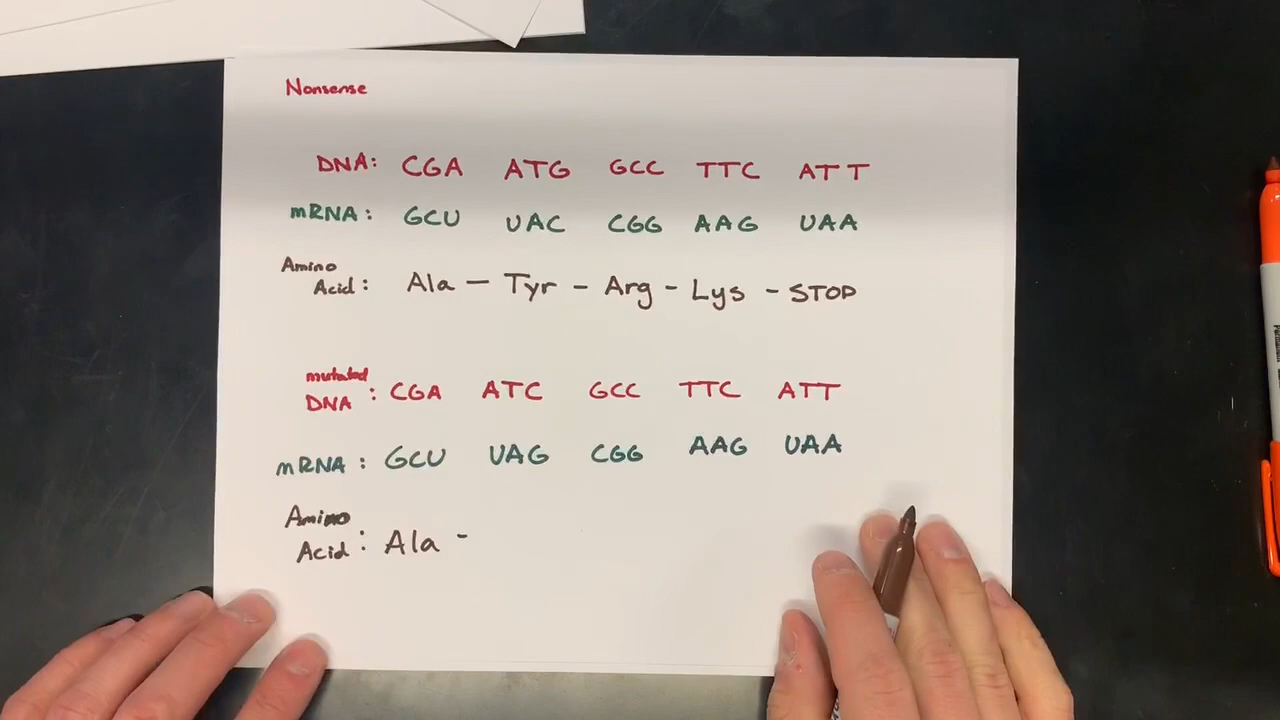 Nonsense
DNA: CGA ATG GCC TTC ATT
mRNA: GCU UAC CGG AAG UAA
Amino
Acid: Ala - Tyr - Arg - Lys - STOP
mutated
DNA : CGA ATC GCC TTC ATT
mRNA : GCU UAG CGG AAG UAA
Amino
Acid : Ala -